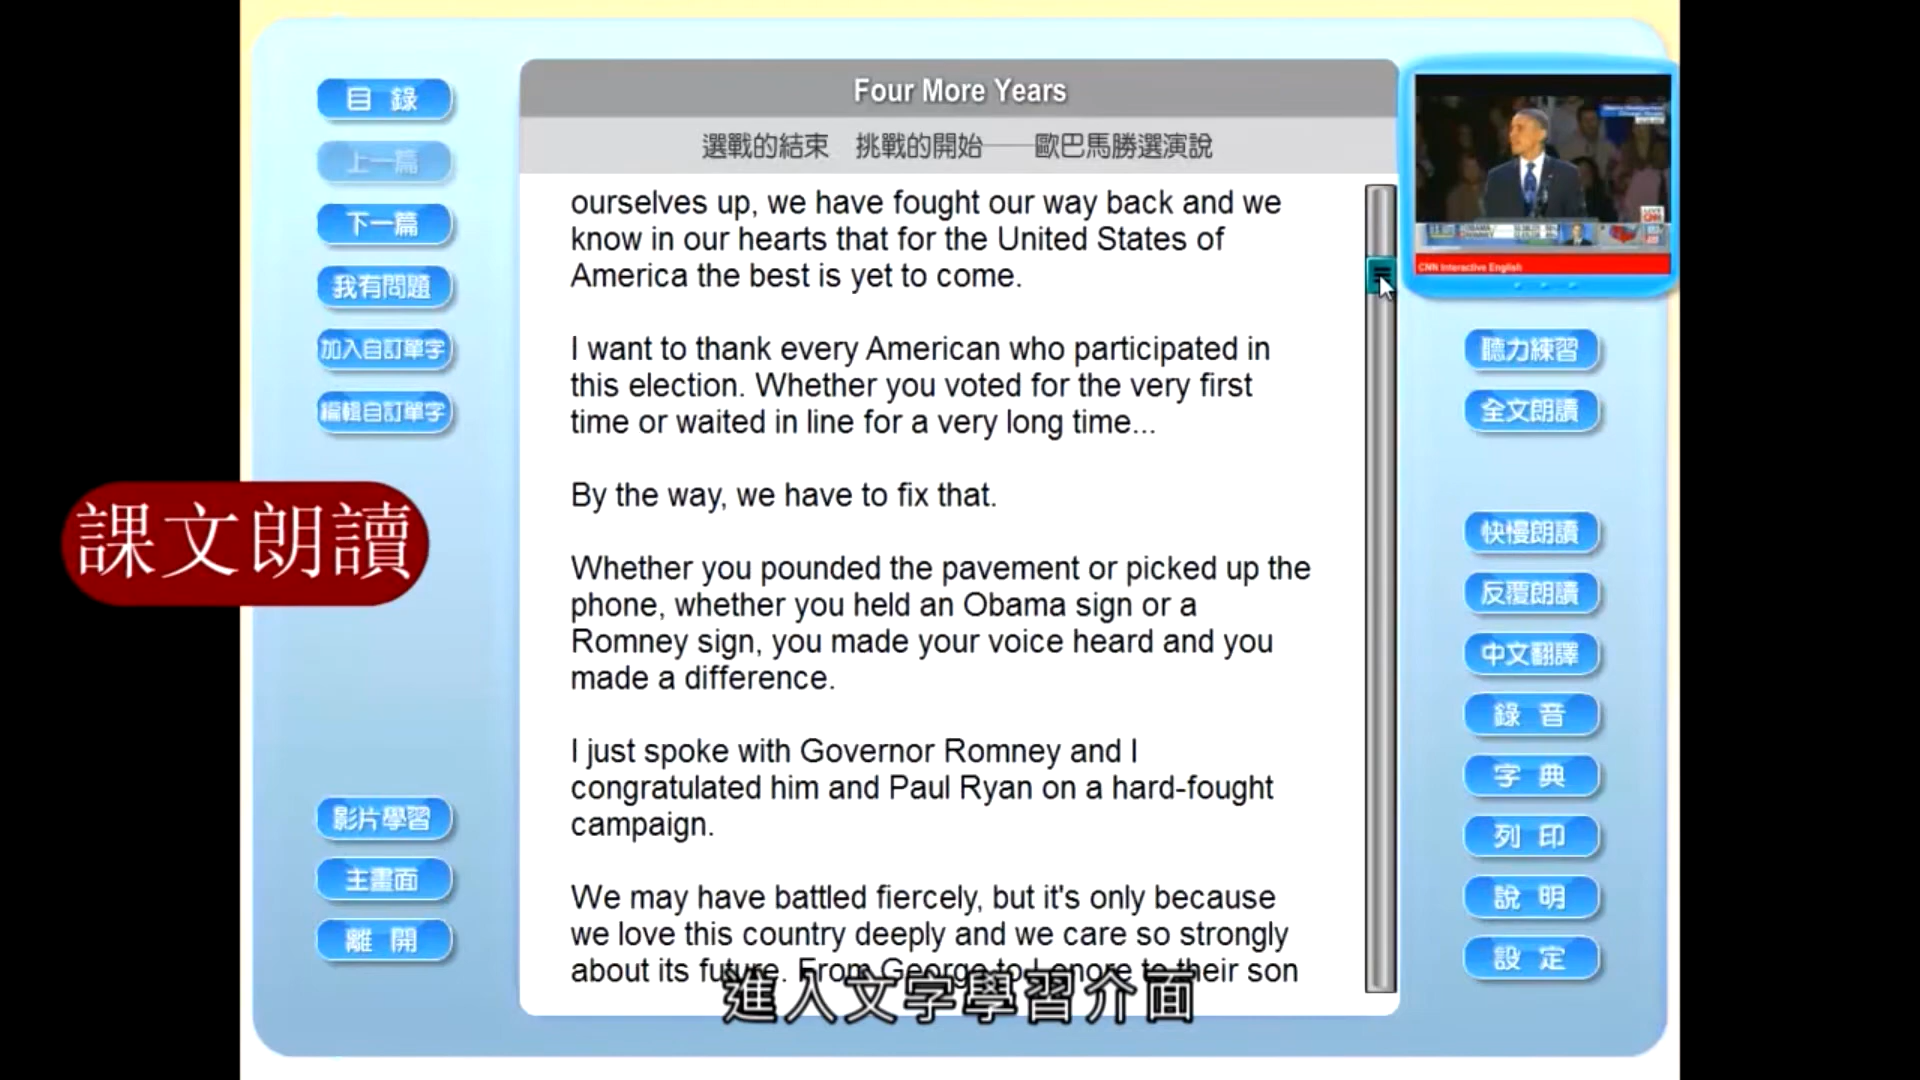 Four More Years
選戰的結束 挑戰的開始——歐巴馬勝選演說
目錄
上一篇
下一篇
我有問題
加入自訂單字
編輯自訂單字
課文朗讀
影片學習
主畫面
離開
ourselves up, we have fought our way back and we
know in our hearts that for the United States of
America the best is yet to come.
I want to thank every American who participated in
this election. Whether you voted for the very first
time or waited in line for a very long time...
By the way, we have to fix that.
Whether you pounded the pavement or picked up the
phone, whether you held an Obama sign or a
Romney sign, you made your voice heard and you
made a difference.
I just spoke with Governor Romney and I
congratulated him and Paul Ryan on a hard-fought
campaign.
We may have battled fiercely, but it's only because
we love this country deeply and we care so strongly
about its future. From George to Lenore to their son
進入文字學習介面
LIVE
CNN
CNN Interactive English
聽力練習
全文朗讀
快慢朗讀
反覆朗讀
中文翻譯
錄音
字典
列印
說明
設定